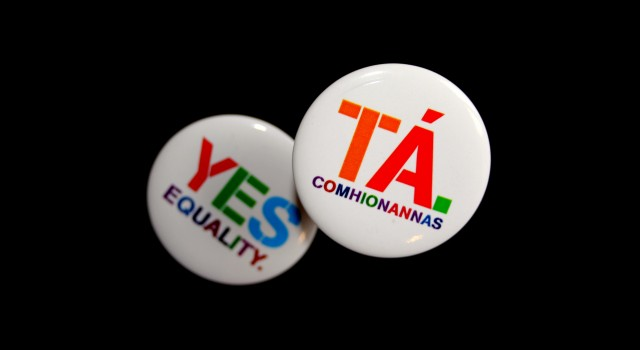 YES
EQUALITY.
TÁ.
COMHIONANNAS